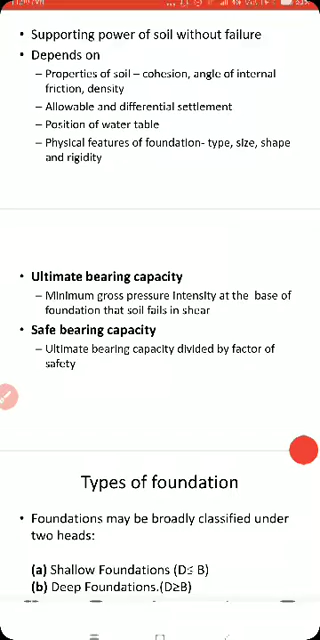 • Supporting power of soil without failure
• Depends on
– Properties of soil – cohesion, angle of internal
friction, density
– Allowable and differential settlement
– Position of water table
– Physical features of foundation- type, size, shape
and rigidity
• Ultimate bearing capacity
– Minimum gross pressure intensity at the base of
foundation that soil fails in shear
• Safe bearing capacity
– Ultimate bearing capacity divided by factor of
safety
Types of foundation
• Foundations may be broadly classified under
two heads:
(a) Shallow Foundations (D≤ B)
(b) Deep Foundations.(D≥B)